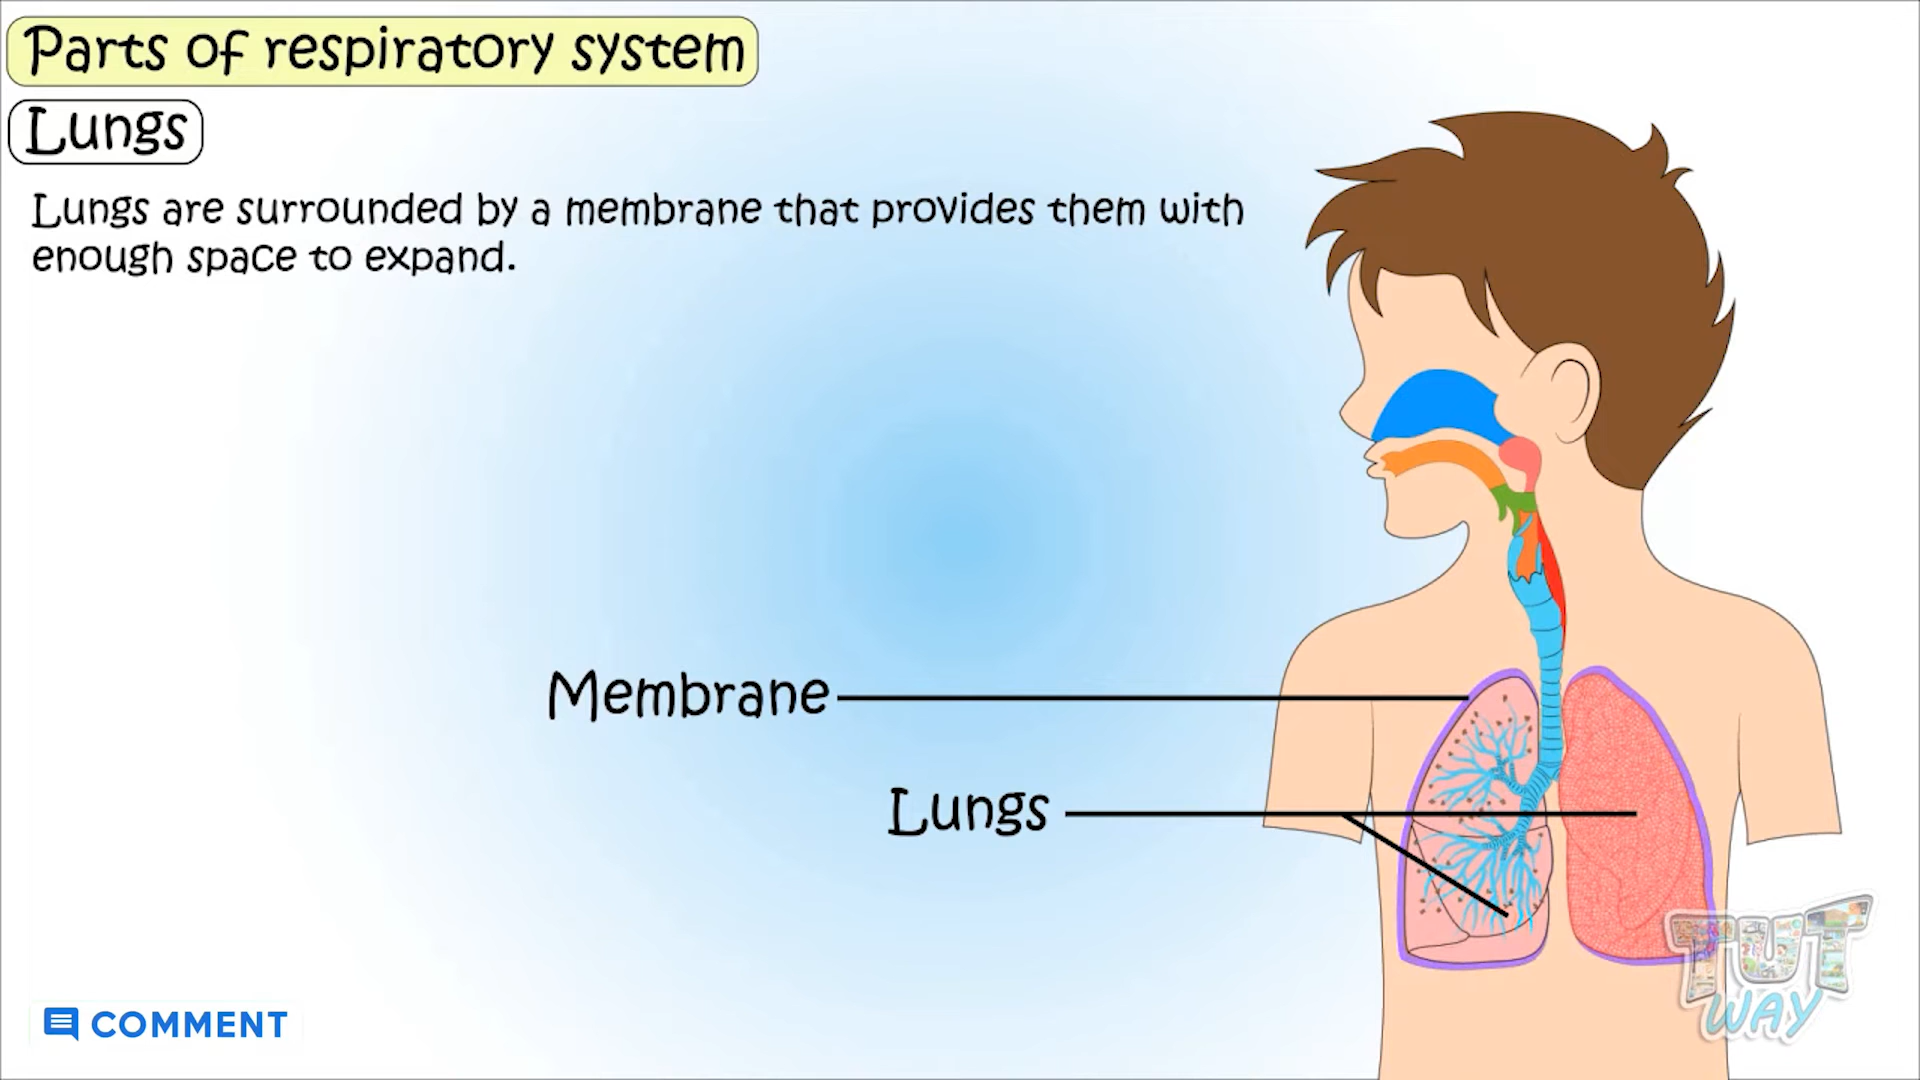 Parts of respiratory system
Lungs
Lungs are surrounded by a membrane that provides them with
enough space to expand.
Membrane
Lungs
TUT
WAY
COMMENT